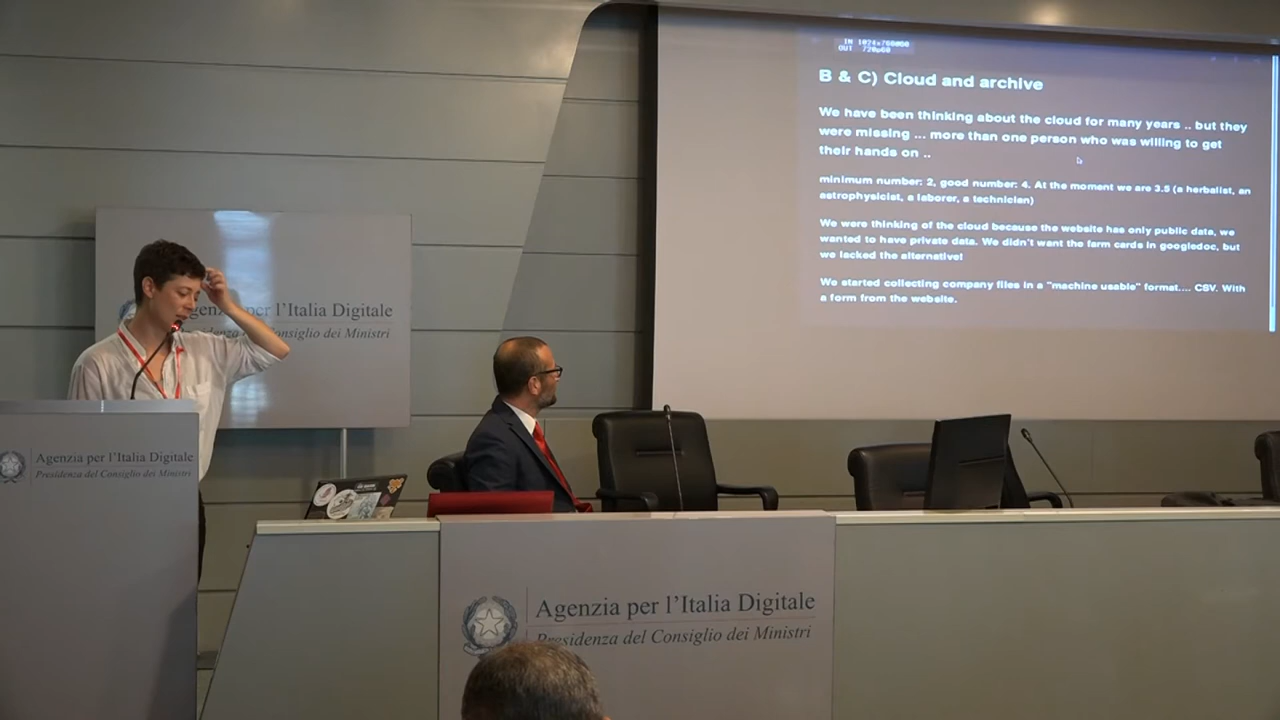 IN 1024x768@60
OUT 720p60
B & C) Cloud and archive
We have been thinking about the cloud for many years .. but they
were missing ... more than one person who was willing to get
their hands on ..
minimum number: 2, good number: 4. At the moment we are 3.5 (a herbalist, an
astrophysicist, a laborer, a technician)
We were thinking of the cloud because the website has only public data, we
wanted to have private data. We didn't want the farm cards in googledoc, but
we lacked the alternative!
We started collecting company files in a "machine usable" format.... CSV. With
a form from the website.
per l'Italia Digitale
Consiglio dei Ministri
Agenzia per l'Italia Digitale
Presidenza del Consiglio dei Ministri
Agenzia per l'Italia Digitale
Presidenza del Consiglio dei Ministri